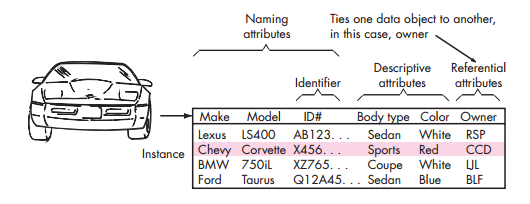 Naming
attributes
Ties one data object to another,
in this case, owner
Identifier
Descriptive
attributes
Referential
attributes
Make Model ID# Body type Color Owner
Lexus LS400 AB123. . . Sedan White RSP
Instance
Chevy Corvette X456. . . Sports Red CCD
BMW 750iL XZ765. . . Coupe White LJL
Ford Taurus Q12A45. . . Sedan Blue BLF